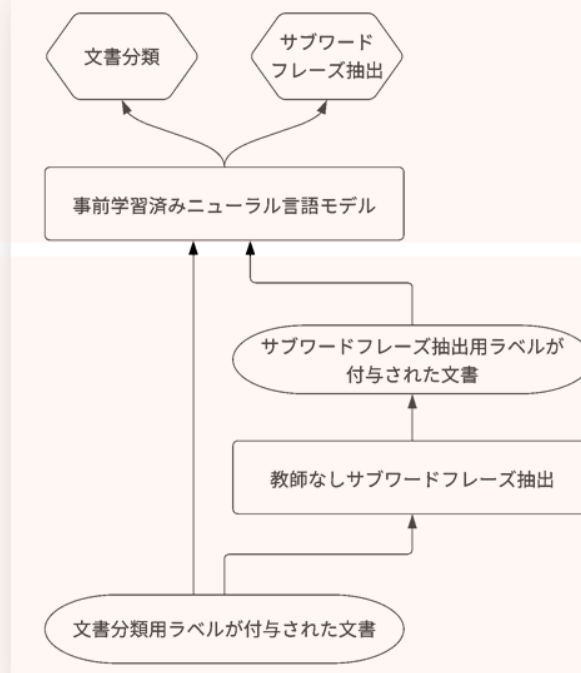 文書分類
サブワード
フレーズ抽出
事前学習済みニューラル言語モデル
サブワードフレーズ抽出用ラベルが
付与された文書
教師なしサブワードフレーズ抽出
文書分類用ラベルが付与された文書